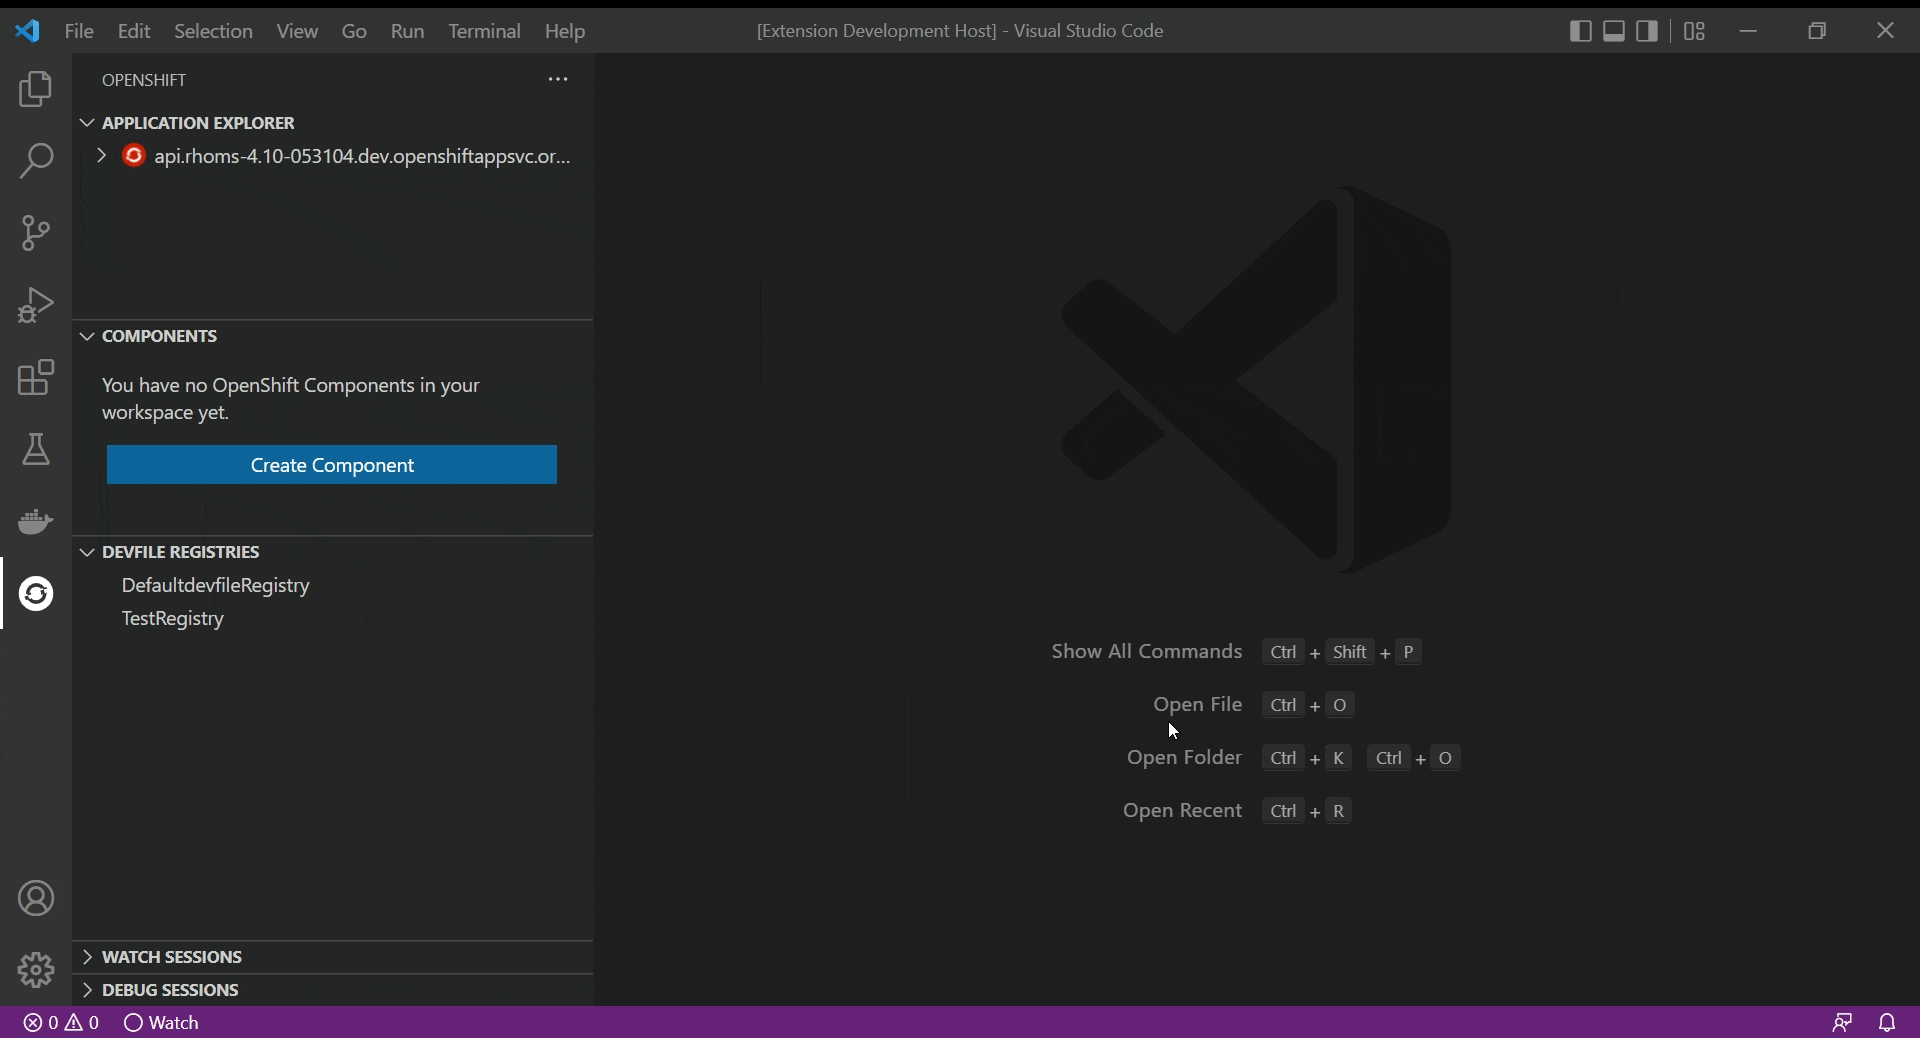 File Edit Selection View Go Run Terminal Help [Extension Development Host] - Visual Studio Code
OPENSHIFT
APPLICATION EXPLORER
api.rhoms-4.10-053104.dev.openshiftappsvc.or...
COMPONENTS
You have no OpenShift Components in your
workspace yet.
Create Component
DEVFILE REGISTRIES
DefaultdevfileRegistry
TestRegistry
Show All Commands Ctrl + Shift + P
Open File Ctrl + O
Open Folder Ctrl + K Ctrl + O
Open Recent Ctrl + R
WATCH SESSIONS
DEBUG SESSIONS
0 0 Watch